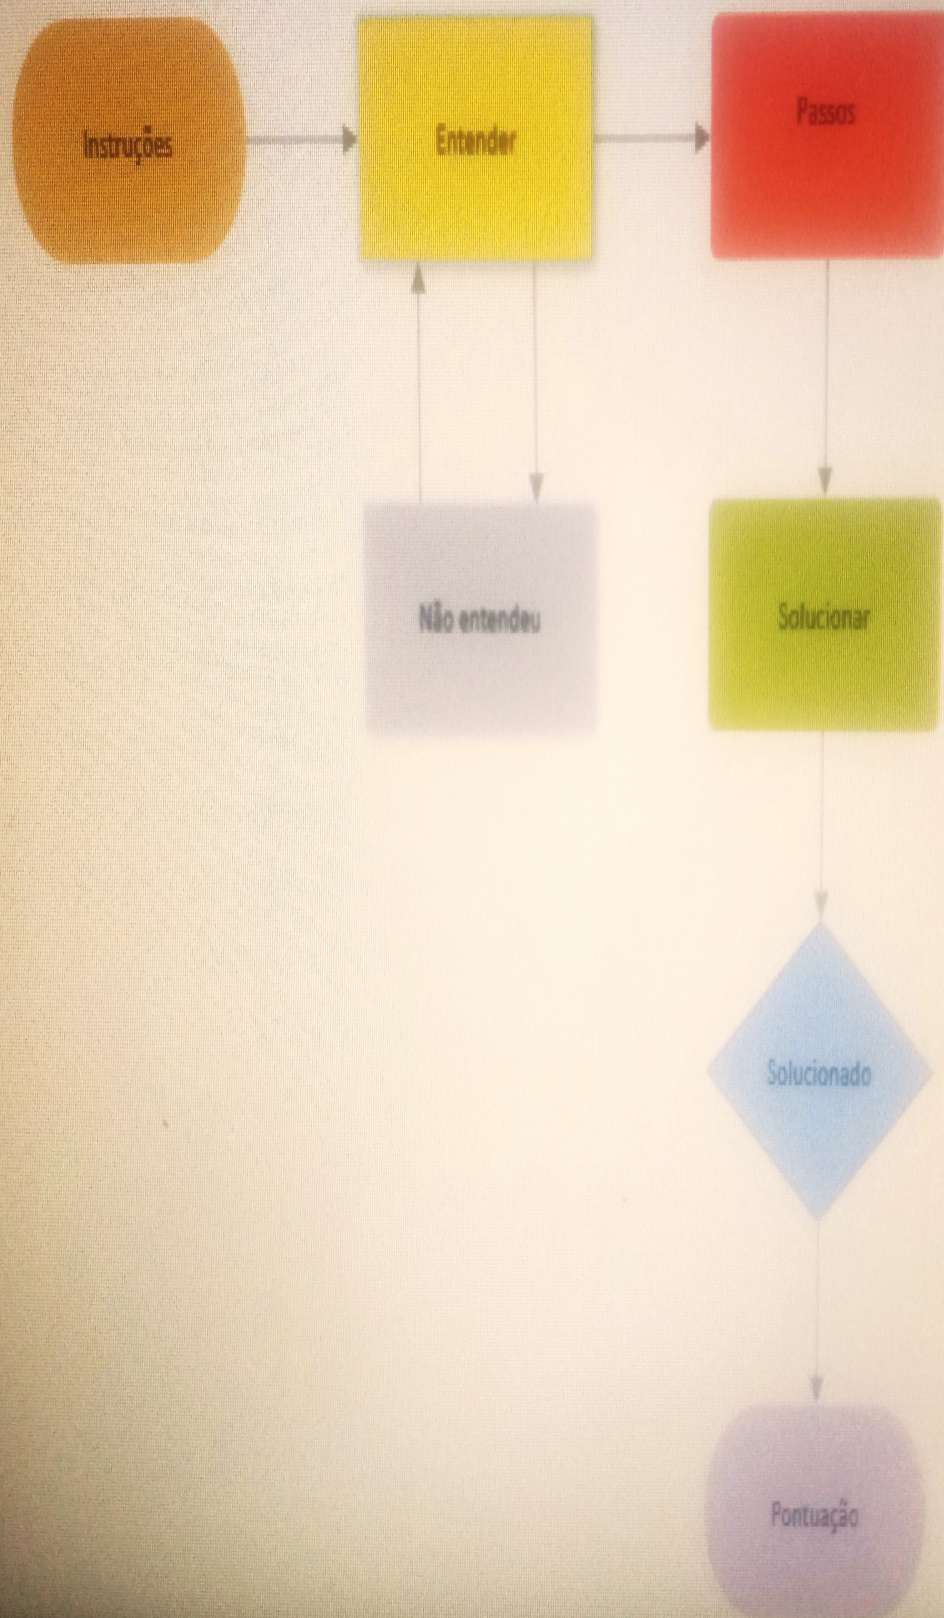 Instruções
Entender
Passos
Não entendeu
Solucionar
Solucionado
Pontuação